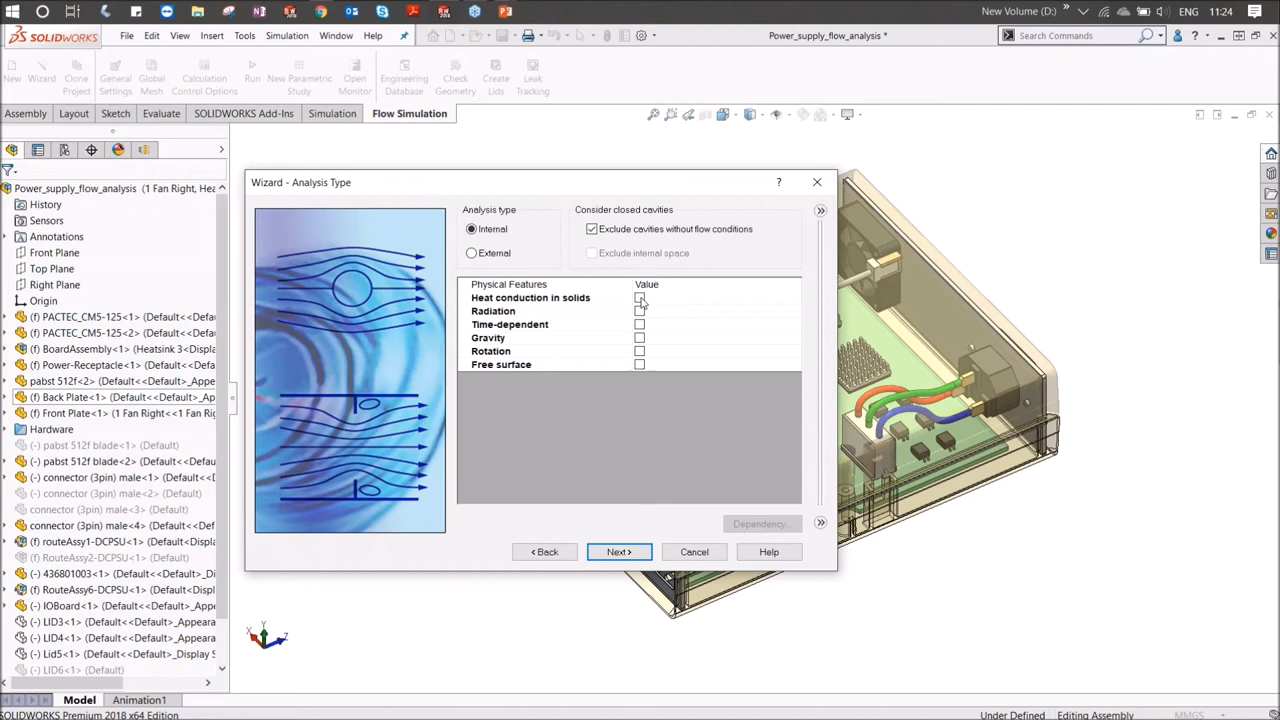 New Volume (D:)
ENG
11:24
SOLIDWORKS
File
Edit
View
Insert
Tools
Simulation
Window
Help
Power_supply_flow_analysis *
Search Commands
New
Wizard
Clone Project
General Settings
Global Mesh
Calculation Control Options
Run
New Parametric Study
Open Monitor
Engineering Database
Check Geometry
Create Lids
Leak Tracking
Assembly
Layout
Sketch
Evaluate
SOLIDWORKS Add-Ins
Simulation
Flow Simulation
Power_supply_flow_analysis (1 Fan Right, Hea
History
Sensors
Annotations
Front Plane
Top Plane
Right Plane
Origin
(f) PACTEC_CM5-125<1> (Default<<Def
(f) PACTEC_CM5-125<2> (Default<<Def
(f) BoardAssembly<1> (Heatsink 3<Displ
(f) Power-Receptacle<1> (Default<<Def
pabst 512f<2> (Default<<Default>_Appe
(f) Back Plate<1> (Default<<Default>_Ap
(f) Front Plate<1> (1 Fan Right<<1 Fan R
Hardware
(-) pabst 512f blade<1> (Default)
(-) pabst 512f blade<2> (Default<<Defau
(-) connector (3pin) male<1> (Default<<
(-) connector (3pin) male<2> (Default)
(-) connector (3pin) male<3> (Default)
connector (3pin) male<4> (Default<<De
(f) routeAssy1-DCPSU<1> (Default<Disp
(f) RouteAssy2-DCPSU<1> (Default)
(-) 436801003<1> (Default<<Default>_D
(f) RouteAssy6-DCPSU<1> (Default<Displ
(-) IOBoard<1> (Default<<Default>_App
(-) LID3<1> (Default<<Default>_Appeara
(-) LID4<1> (Default<<Default>_Appeara
(-) Lid5<1> (Default<<Default>_Display S
(-) LID6<1> (Default)
Wizard - Analysis Type
?
Analysis type
Internal
External
Consider closed cavities
Exclude cavities without flow conditions
Exclude internal space
Physical Features
Value
Heat conduction in solids
Radiation
Time-dependent
Gravity
Rotation
Free surface
Dependency...
< Back
Next >
Cancel
Help
Y
X
Z
Model
Animation1
SOLIDWORKS Premium 2018 x64 Edition
Under Defined
Editing Assembly
MMGS